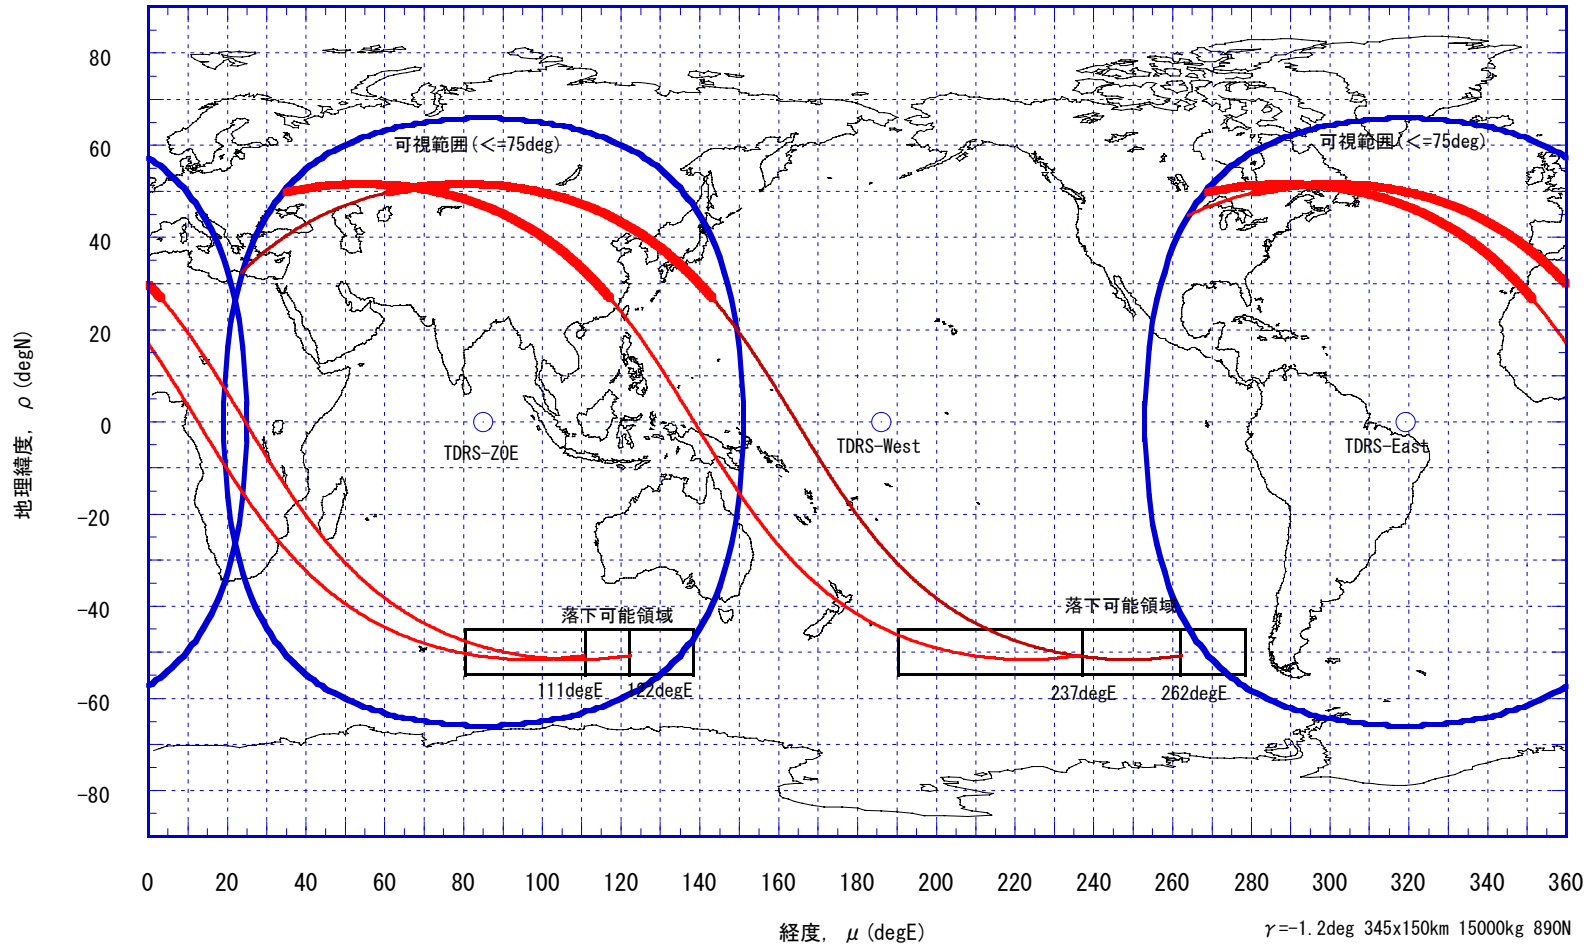 80
60
40
20
0
-20
-40
-60
-80
地理緯度, ρ(degN)
可視範囲(<=75deg)
可視範囲(<=75deg)
TDRS-ZOE
TDRS-West
TDRS-East
落下可能領域
落下可能領域
111degE
122degE
237degE
262degE
0 20 40 60 80 100 120 140 160 180 200 220 240 260 280 300 320 340 360
経度, μ(degE)
γ=-1.2deg 345x150km 15000kg 890N